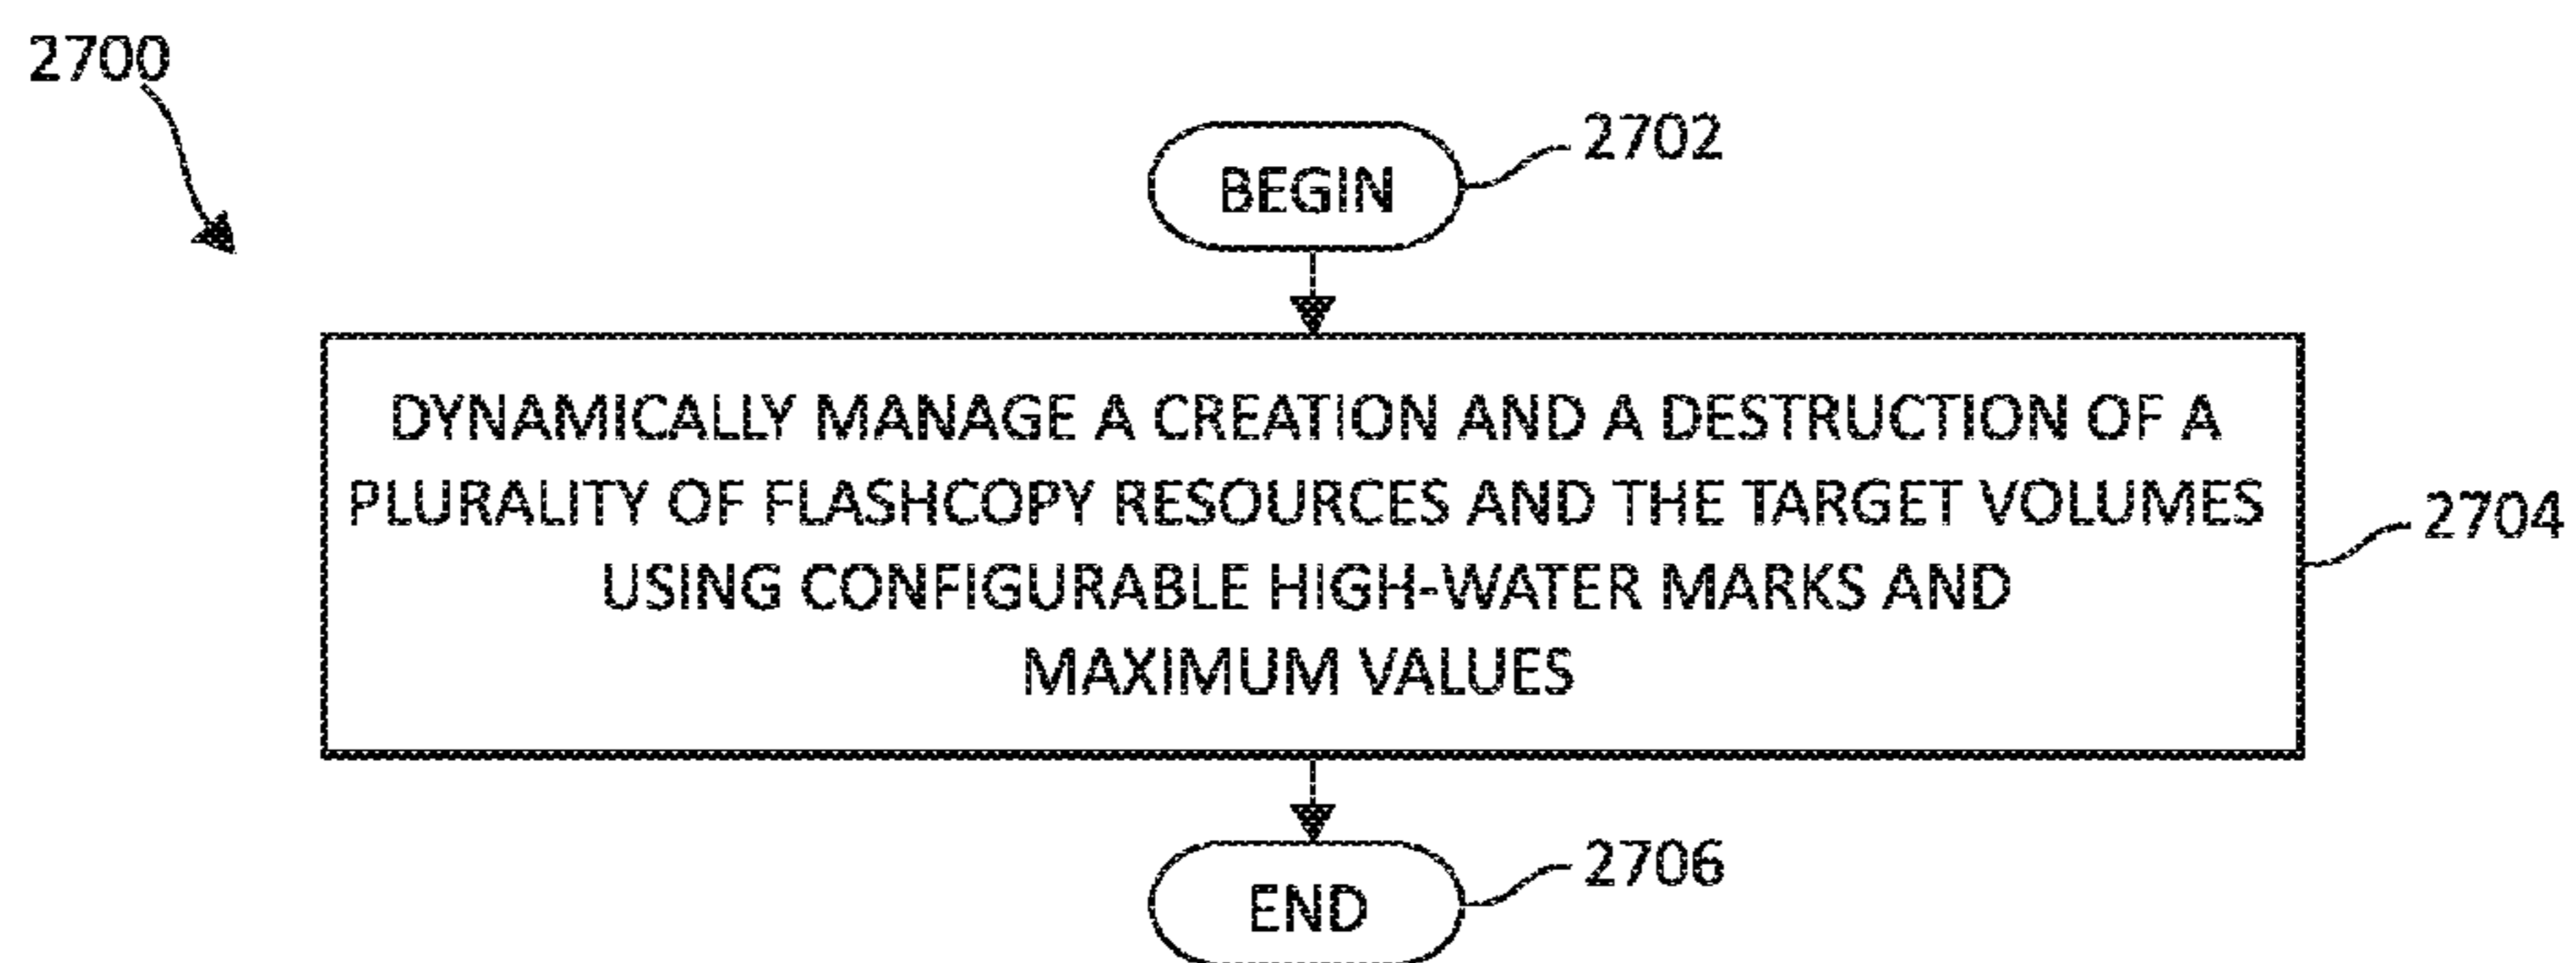 2700
BEGIN
2702
DYNAMICALLY MANAGE A CREATION AND A DESTRUCTION OF A
PLURALITY OF FLASHCOPY RESOURCES AND THE TARGET VOLUMES
USING CONFIGURABLE HIGH-WATER MARKS AND
MAXIMUM VALUES
2704
END
2706